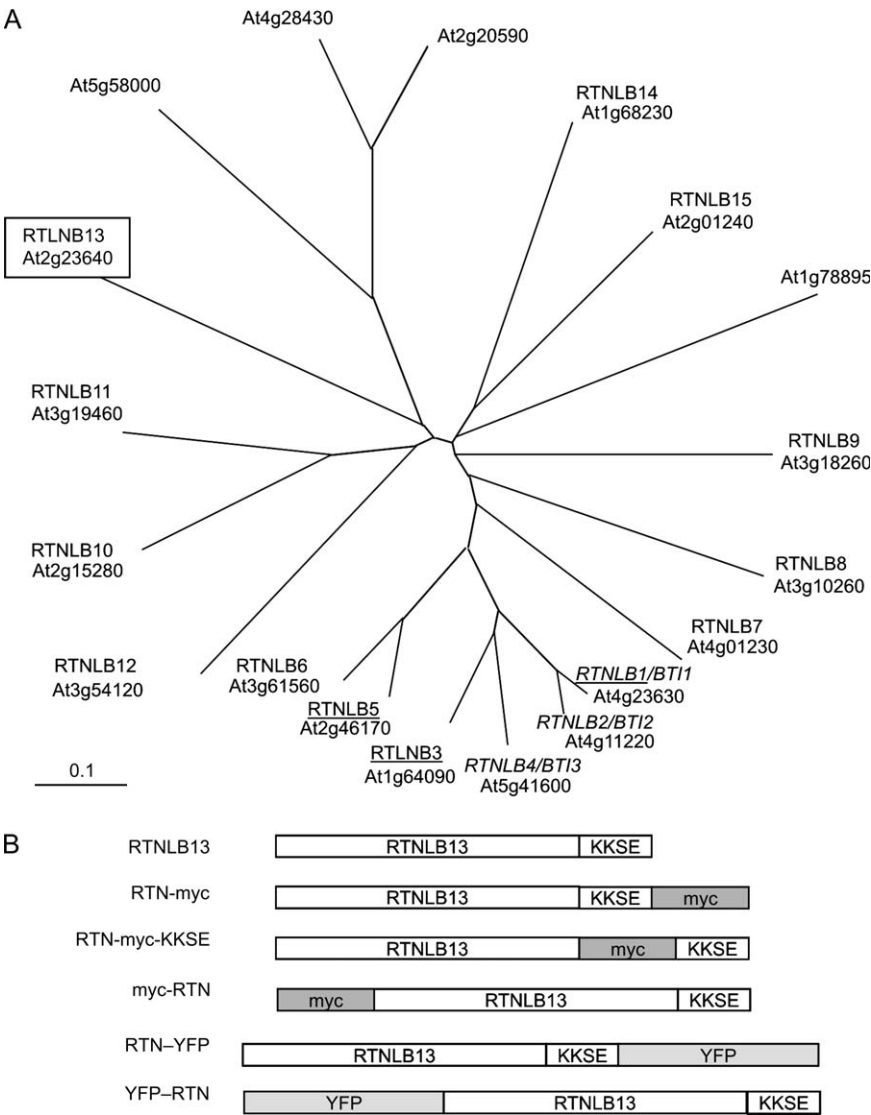 A
At4g28430
At2g20590
At5g58000
RTNLB14
At1g68230
RTNLB15
At2g01240
RTLNB13
At2g23640
At1g78895
RTNLB11
At3g19460
RTNLB9
At3g18260
RTNLB10
At2g15280
RTNLB8
At3g10260
RTNLB7
At4g01230
RTNLB12
At3g54120
RTNLB6
At3g61560
RTNLB1/BTI1
At4g23630
RTNLB5
At2g46170
RTNLB2/BTI2
At4g11220
RTLNB3
At1g64090
RTNLB4/BTI3
At5g41600
0.1
B
RTNLB13 RTNLB13 KKSE
RTN-myc RTNLB13 KKSE myc
RTN-myc-KKSE RTNLB13 myc KKSE
myc-RTN myc RTNLB13 KKSE
RTN–YFP RTNLB13 KKSE YFP
YFP–RTN YFP RTNLB13 KKSE